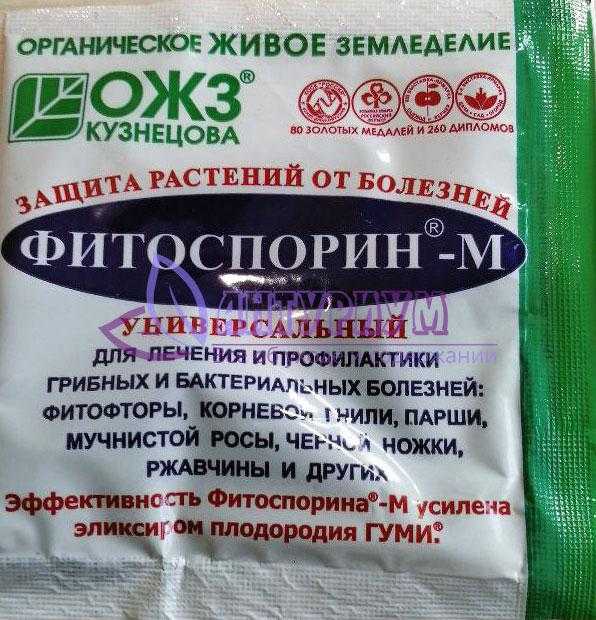 ОРГАНИЧЕСКОЕ ЖИВОЕ ЗЕМЛЕДЕЛИЕ
ОЖЗ®
КУЗНЕЦОВА
80 ЗОЛОТЫХ МЕДАЛЕЙ И 260 ДИПЛОМОВ
ЗАЩИТА РАСТЕНИЙ ОТ БОЛЕЗНЕЙ
ФИТОСПОРИН®-М
АНТУРИУМ
УНИВЕРСАЛЬНЫЙ
ДЛЯ ЛЕЧЕНИЯ И ПРОФИЛАКТИКИ
ГРИБНЫХ И БАКТЕРИАЛЬНЫХ БОЛЕЗНЕЙ:
ФИТОФТОРЫ, КОРНЕВОЙ ГНИЛИ, ПАРШИ,
МУЧНИСТОЙ РОСЫ, ЧЕРНОЙ НОЖКИ,
РЖАВЧИНЫ И ДРУГИХ
Эффективность Фитоспорина®-М усилена
эликсиром плодородия ГУМИ®.